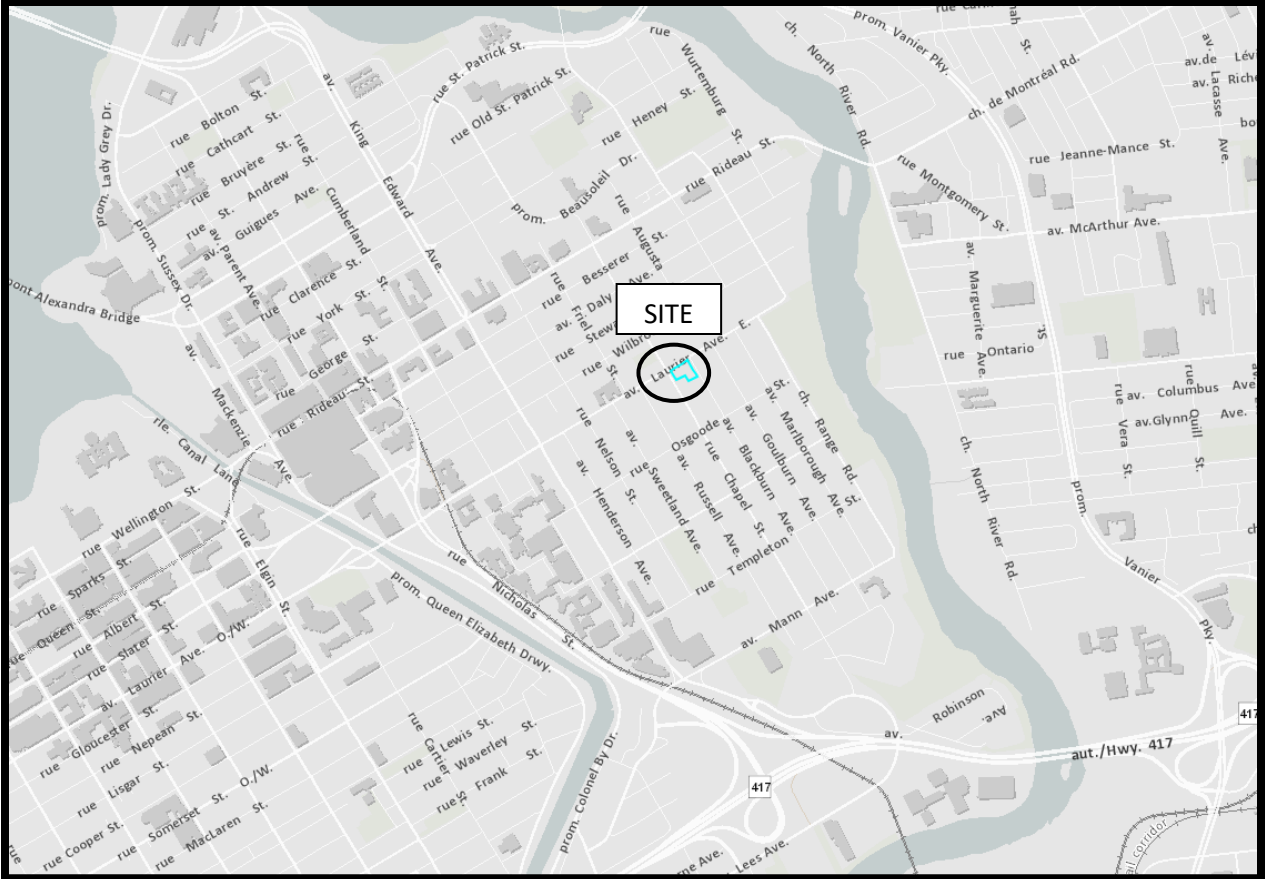 prom. Lady Grey Dr.
rue Bolton St.
rue Cathcart St.
rue Bruyère St.
rue St. Andrew St.
av. Guigues Ave.
rue Cumberland St.
av. King Edward Ave.
rue St. Patrick St.
rue Old St. Patrick St.
rue Heney St.
rue Wurtemburg St.
ch. North River Rd.
prom. Vanier Pky.
ch. de Montréal Rd.
av. Lacasse Ave.
rue Jeanne-Mance St.
rue Montgomery St.
av. McArthur Ave.
rue Rideau St.
prom. Beausoleil Dr.
rue Augusta
rue Besserer St.
av. Daly Ave.
rue Friel St.
rue
rue
SITE
av. Laurier Ave. E.
prom. Sussex Dr.
av. Parent Ave.
rue Clarence St.
rue York St.
rue George St.
rue Rideau St.
pont Alexandra Bridge
av. Mackenzie Ave.
rle. Canal Lane
rue Wellington St.
rue Sparks St.
rue Queen St.
rue Albert St.
rue Slater St.
av. Laurier Ave. O./W.
rue Gloucester St.
rue Nepean St.
rue Lisgar St.
rue Cooper St.
rue Somerset St. O./W.
rue MacLaren St.
rue
rue Elgin St.
prom. Queen Elizabeth Drwy.
rue Nicholas St.
rue Cartier St.
rue Lewis St.
rue Waverley St.
rue Frank St.
prom. Colonel By Dr.
rue Nelson St.
av. Henderson Ave.
av. Sweetland Ave.
rue Osgoode St.
av. Russell Ave.
rue Chapel St.
av. Blackburn Ave.
av. Goulburn Ave.
av. Marlborough Ave.
ch. Range Rd.
rue Templeton St.
av. Mann Ave.
av. Robinson Ave.
aut./Hwy. 417
417
417
Lees Ave.
av. Marguerite Ave.
rue Ontario St.
rue Vera St.
rue Quill St.
av. Columbus Ave
av.Glynn Ave.
ch. North River Rd.
prom. Vanier Pky.